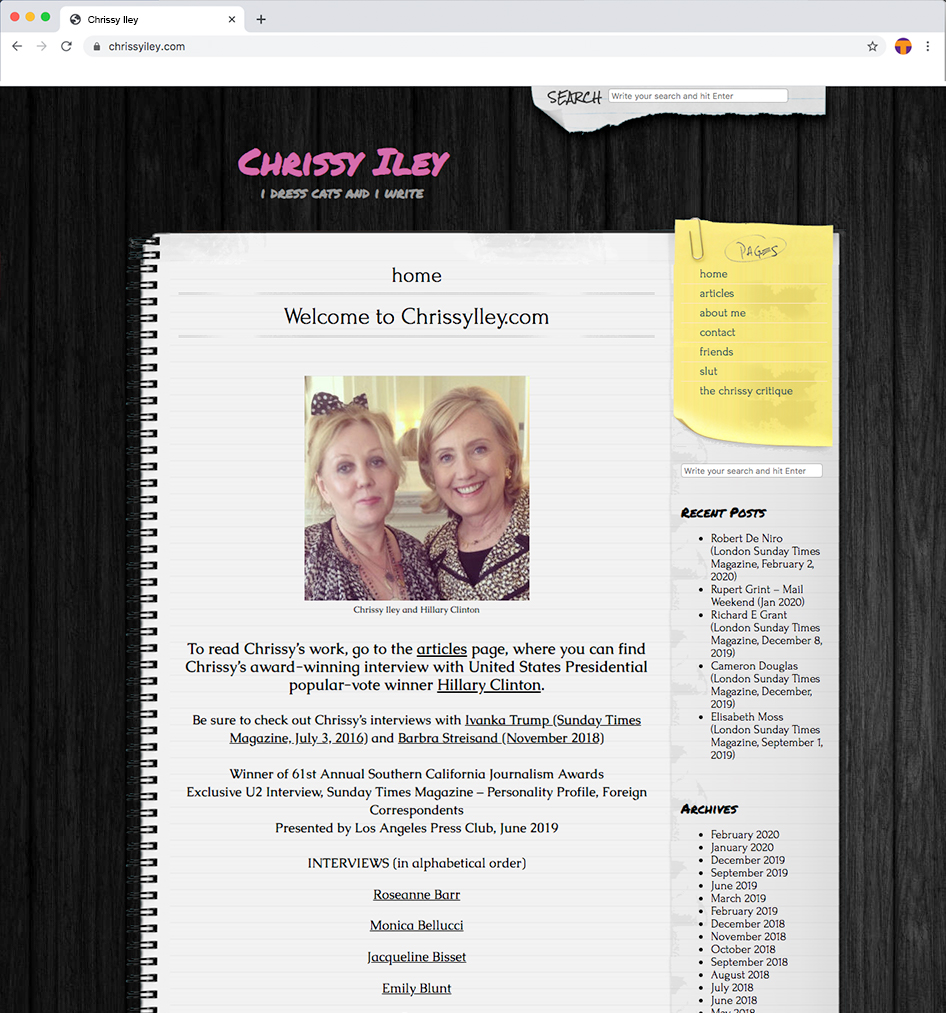 Chrissy Iley
chrissyiley.com
SEARCH
Write your search and hit Enter
CHRISSY ILEY
I DRESS CATS AND I WRITE
home
Welcome to ChrissyIley.com
Chrissy Iley and Hillary Clinton
To read Chrissy's work, go to the articles page, where you can find
Chrissy's award-winning interview with United States Presidential
popular-vote winner Hillary Clinton.
Be sure to check out Chrissy's interviews with Ivanka Trump (Sunday Times
Magazine, July 3, 2016) and Barbra Streisand (November 2018)
Winner of 61st Annual Southern California Journalism Awards
Exclusive U2 Interview, Sunday Times Magazine – Personality Profile, Foreign
Correspondents
Presented by Los Angeles Press Club, June 2019
INTERVIEWS (in alphabetical order)
Roseanne Barr
Monica Bellucci
Jacqueline Bisset
Emily Blunt
PAGES
home
articles
about me
contact
friends
slut
the chrissy critique
Write your search and hit Enter
RECENT POSTS
Robert De Niro
(London Sunday Times
Magazine, February 2,
2020)
Rupert Grint – Mail
Weekend (Jan 2020)
Richard E Grant
(London Sunday Times
Magazine, December 8,
2019)
Cameron Douglas
(London Sunday Times
Magazine, December,
2019)
Elisabeth Moss
(London Sunday Times
Magazine, September 1,
2019)
ARCHIVES
February 2020
January 2020
December 2019
September 2019
June 2019
March 2019
February 2019
December 2018
November 2018
October 2018
September 2018
August 2018
July 2018
June 2018
May 2018